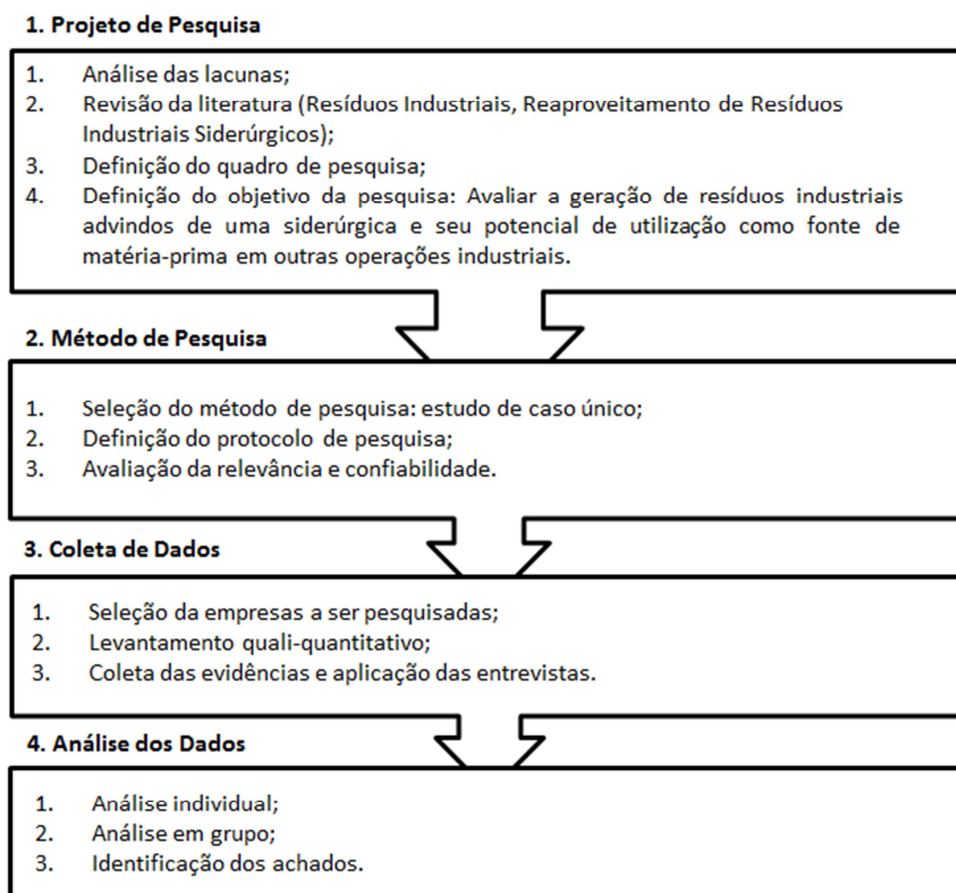 1. Projeto de Pesquisa
1. Análise das lacunas;
2. Revisão da literatura (Resíduos Industriais, Reaproveitamento de Resíduos
Industriais Siderúrgicos);
3. Definição do quadro de pesquisa;
4. Definição do objetivo da pesquisa: Avaliar a geração de resíduos industriais
advindos de uma siderúrgica e seu potencial de utilização como fonte de
matéria-prima em outras operações industriais.
2. Método de Pesquisa
1. Seleção do método de pesquisa: estudo de caso único;
2. Definição do protocolo de pesquisa;
3. Avaliação da relevância e confiabilidade.
3. Coleta de Dados
1. Seleção da empresas a ser pesquisadas;
2. Levantamento quali-quantitativo;
3. Coleta das evidências e aplicação das entrevistas.
4. Análise dos Dados
1. Análise individual;
2. Análise em grupo;
3. Identificação dos achados.